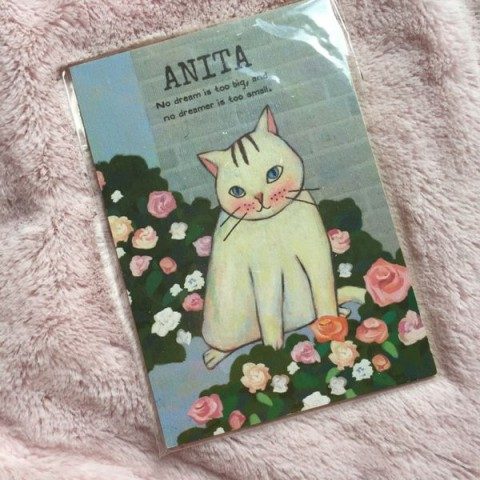 ANITA
No dream is too big, and
no dreamer is too small.